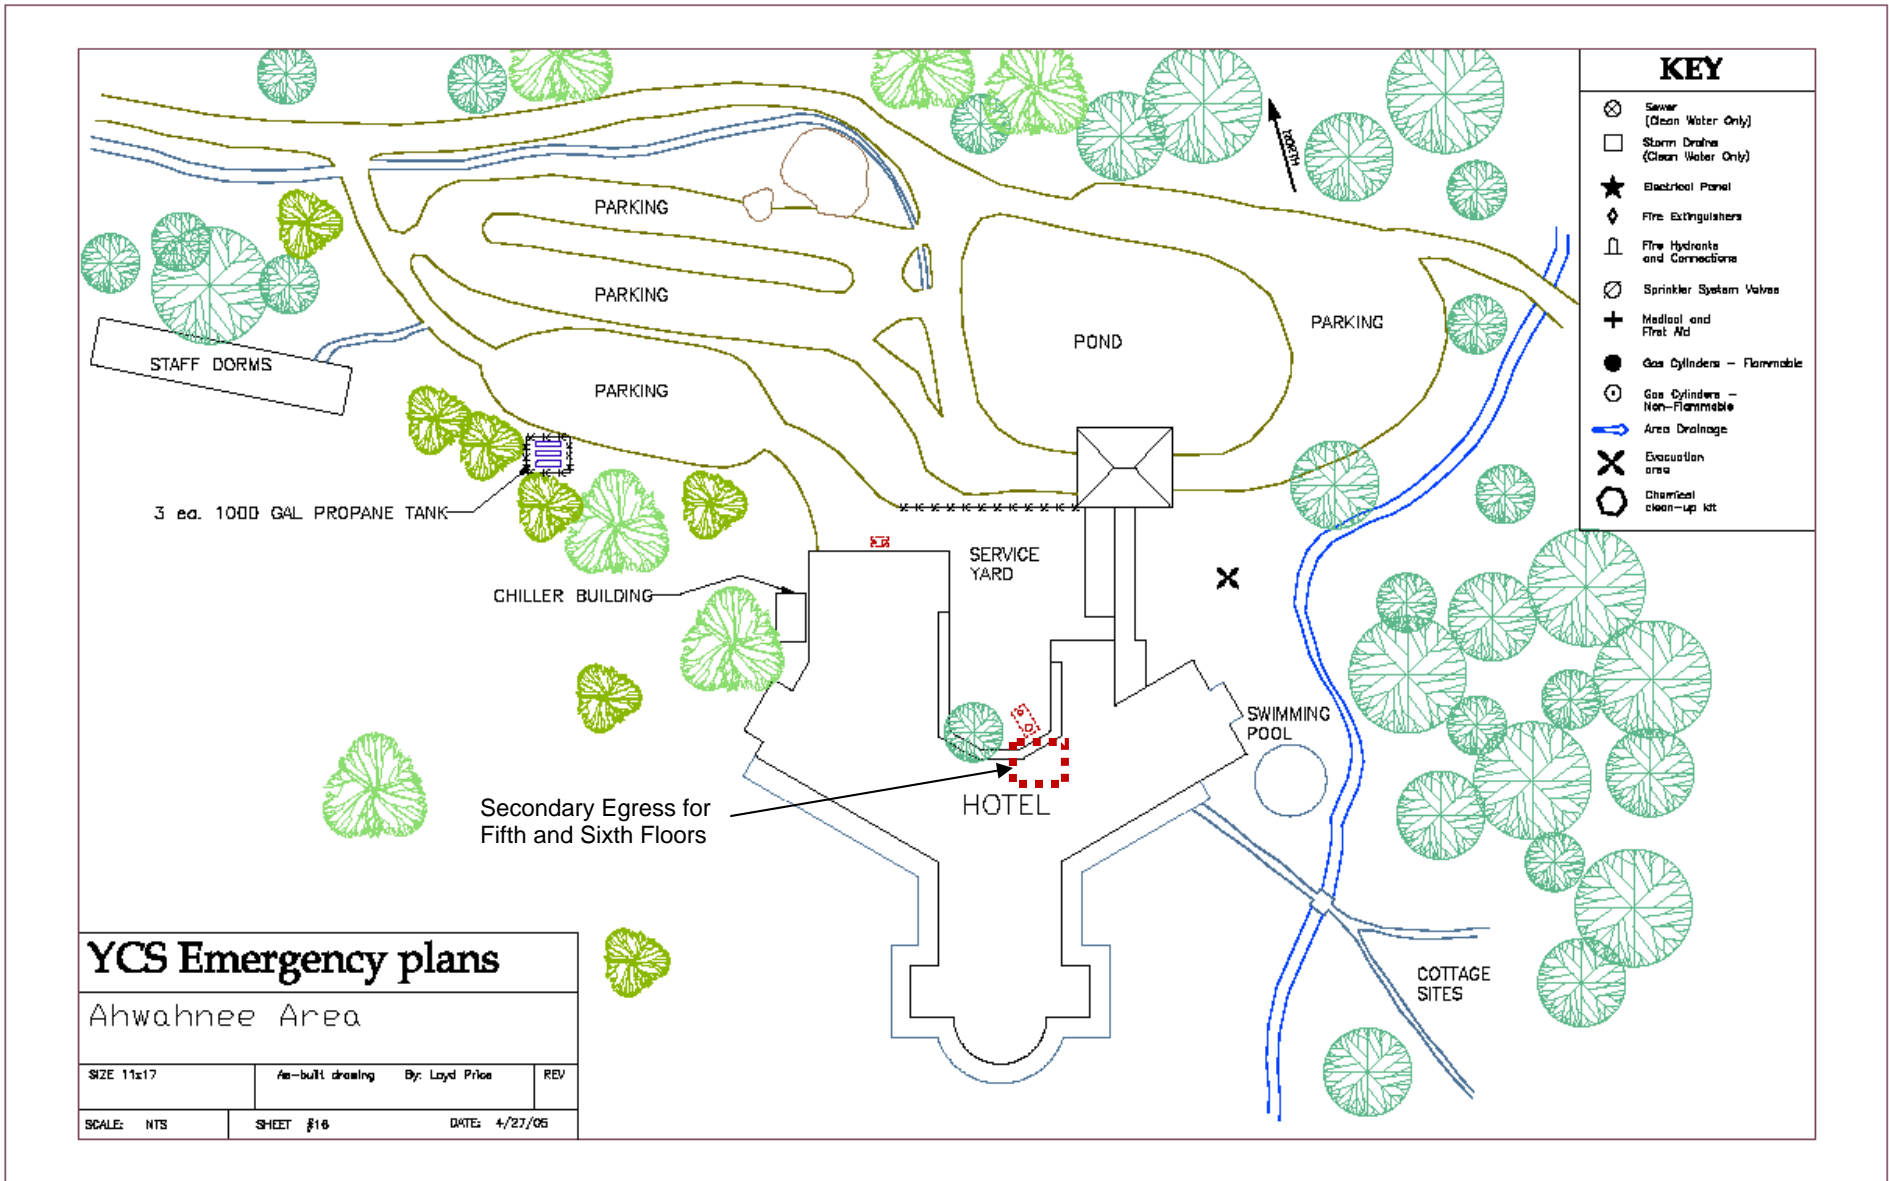 KEY
Sewer
(Clean Water Only)
Storm Drains
(Clean Water Only)
Electrical Panel
Fire Extinguishers
Fire Hydrants
and Connections
Sprinkler System Valves
Medical and
First Aid
Gas Cylinders - Flammable
Gas Cylinders -
Non-Flammable
Area Drainage
Evacuation
area
Chemical
clean-up kit
NORTH
PARKING
PARKING
PARKING
POND
PARKING
STAFF DORMS
3 ea. 1000 GAL PROPANE TANK
CHILLER BUILDING
SERVICE
YARD
SWIMMING
POOL
HOTEL
Secondary Egress for
Fifth and Sixth Floors
COTTAGE
SITES
YCS Emergency plans
Ahwahnee Area
SIZE 11x17
As-built drawing By: Loyd Price
REV
SCALE: NTS
SHEET #16
DATE: 4/27/05